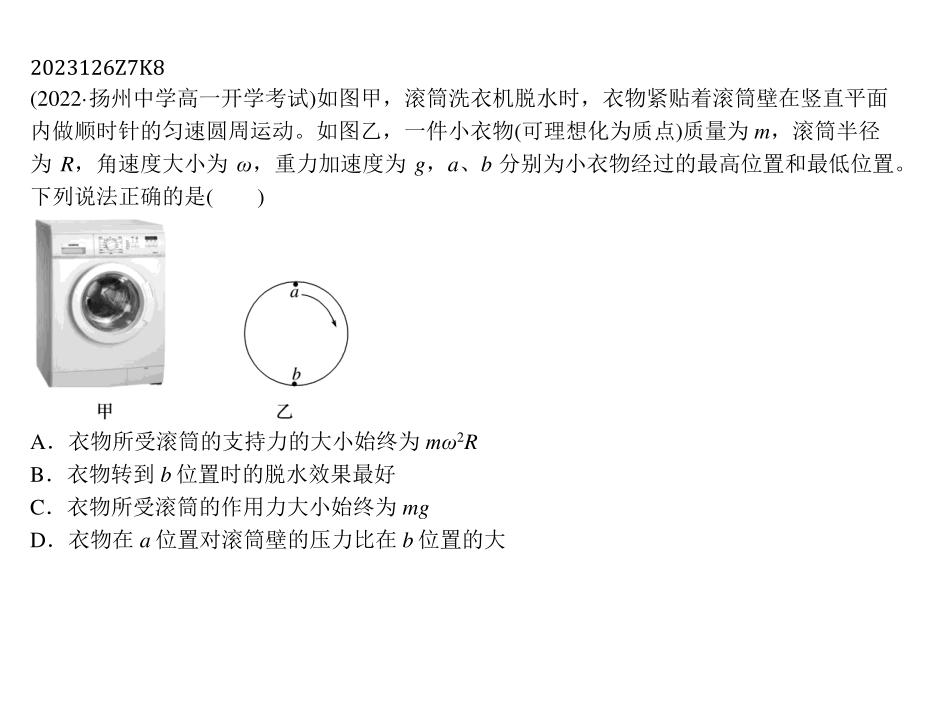 2023126Z7K8
(2022·扬州中学高一开学考试)如图甲，滚筒洗衣机脱水时，衣物紧贴着滚筒壁在竖直平面
内做顺时针的匀速圆周运动。如图乙，一件小衣物(可理想化为质点)质量为 m，滚筒半径
为 R，角速度大小为 ω，重力加速度为 g，a、b 分别为小衣物经过的最高位置和最低位置。
下列说法正确的是(　　)
a
b
甲
乙
A．衣物所受滚筒的支持力的大小始终为 mω²R
B．衣物转到 b 位置时的脱水效果最好
C．衣物所受滚筒的作用力大小始终为 mg
D．衣物在 a 位置对滚筒壁的压力比在 b 位置的大